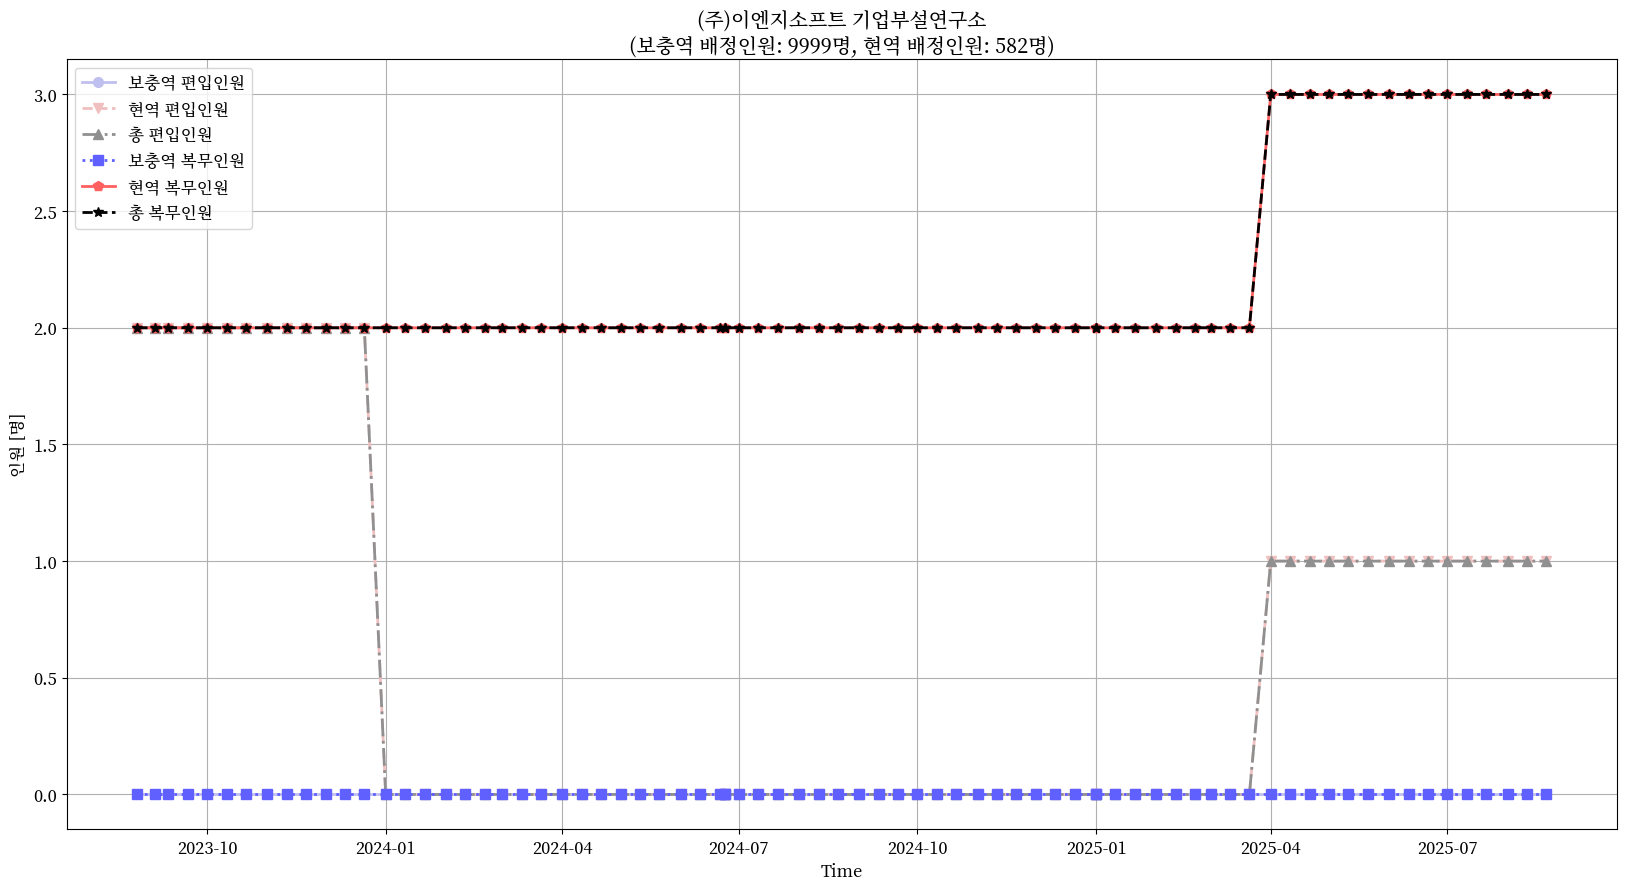 (주)이엔지소프트 기업부설연구소
(보충역 배정인원: 9999명, 현역 배정인원: 582명)
보충역 편입인원
현역 편입인원
총 편입인원
보충역 복무인원
현역 복무인원
총 복무인원
3.0
2.5
2.0
1.5
1.0
0.5
0.0
인원 [명]
2023-10
2024-01
2024-04
2024-07
2024-10
2025-01
2025-04
2025-07
Time